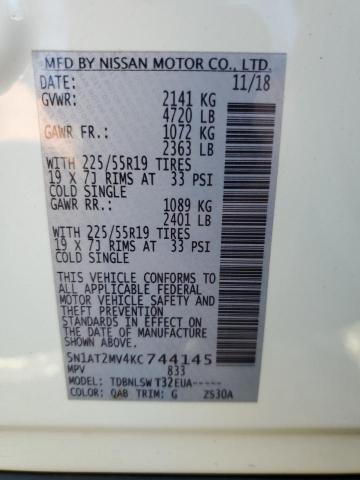 MFD BY NISSAN MOTOR CO., LTD.
DATE: 11/18
GVWR: 2141 KG
4720 LB
GAWR FR.: 1072 KG
2363 LB
WITH 225/55R19 TIRES
19 X 7J RIMS AT 33 PSI
COLD SINGLE
GAWR RR.: 1089 KG
2401 LB
WITH 225/55R19 TIRES
19 X 7J RIMS AT 33 PSI
COLD SINGLE
THIS VEHICLE CONFORMS TO
ALL APPLICABLE FEDERAL
MOTOR VEHICLE SAFETY,
THEFT PREVENTION
STANDARDS IN EFFECT
ON THE DATE OF
MANUFACTURE SHOWN ABOVE.
5N1AT2MV4KC744145
MPV 833
MODEL: TDBNLSW T32EUA-----
COLOR: QAB TRIM: G ZS30A